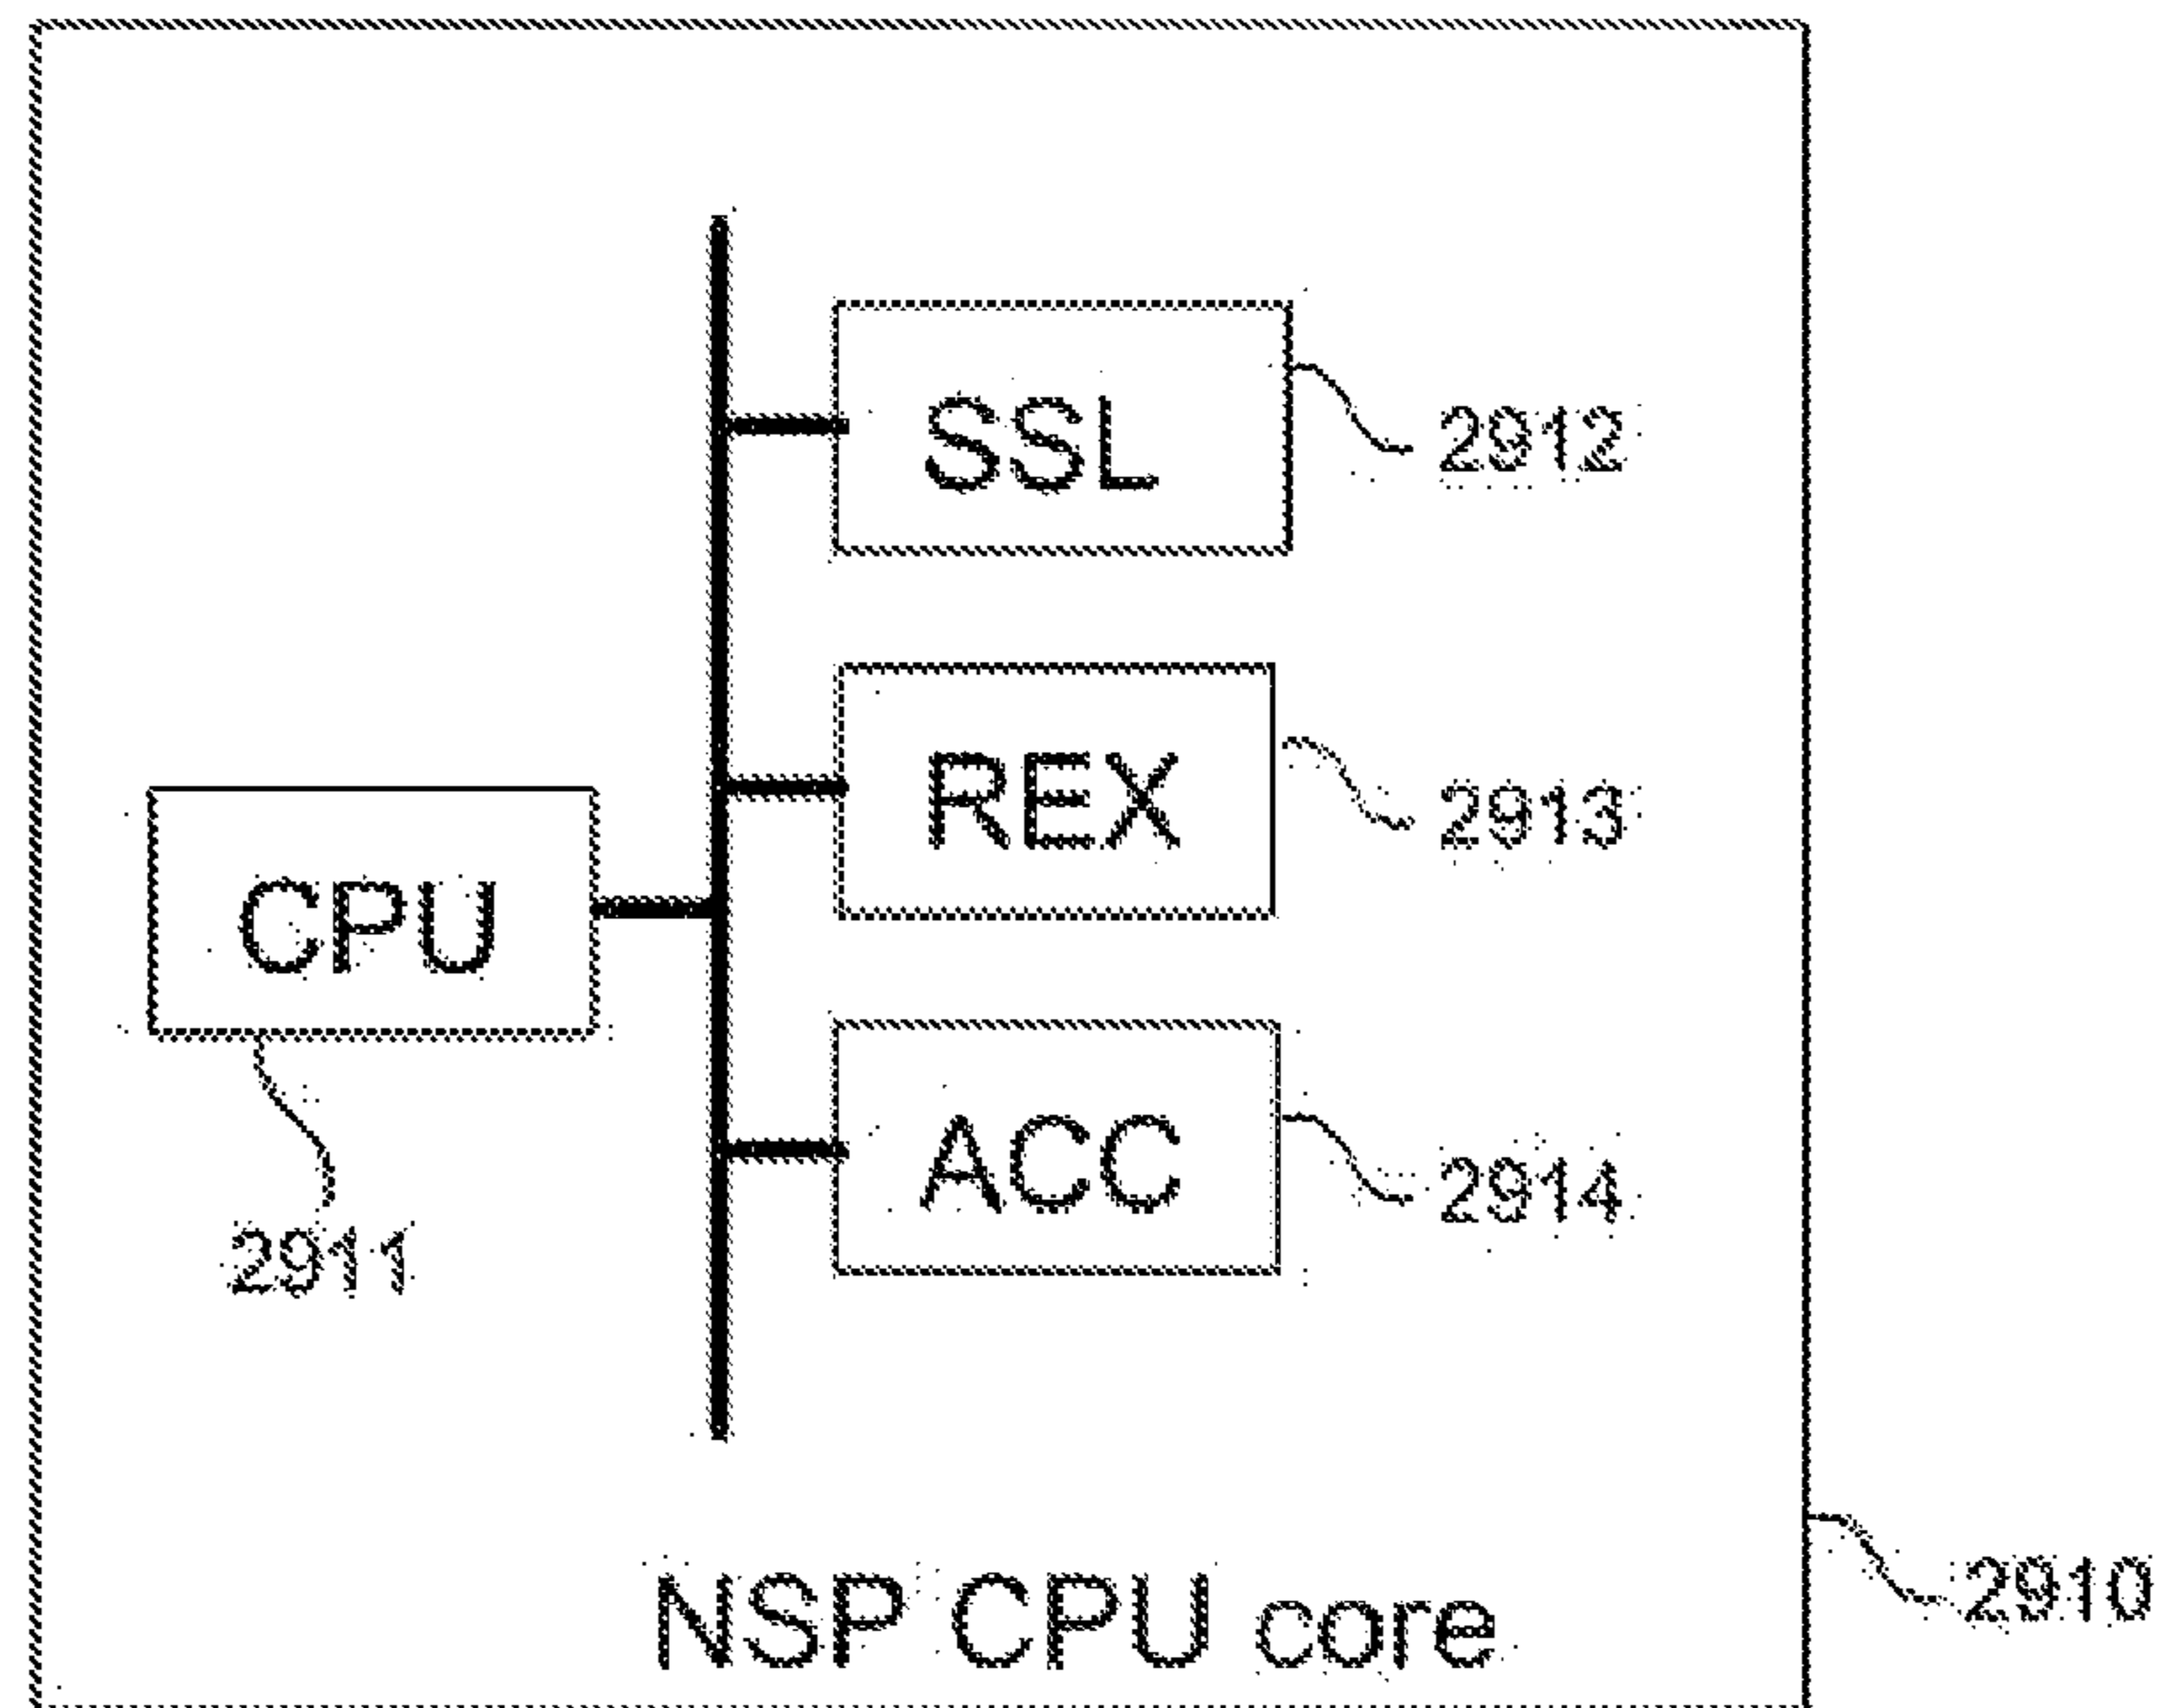 SSL
2912
REX
2913
CPU
2911
ACC
2914
NSP CPU core
2910